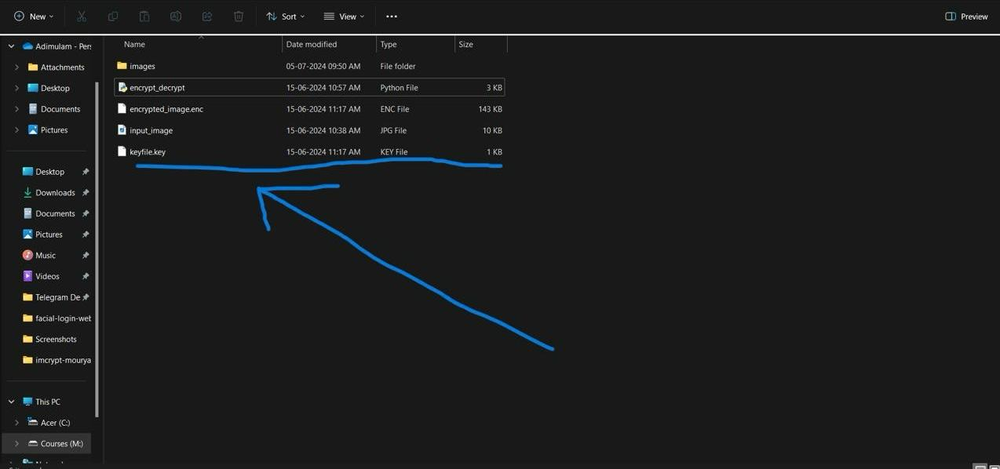 New Sort View ... Preview
Name Date modified Type Size
Adimulam - Pers
Attachments
Desktop
Documents
Pictures
Desktop
Downloads
Documents
Pictures
Music
Videos
Telegram De
facial-login-web
Screenshots
imcrypt-mourya
This PC
Acer (C:)
Courses (M:)
images 05-07-2024 09:50 AM File folder
encrypt_decrypt 15-06-2024 10:57 AM Python File 3 KB
encrypted_image.enc 15-06-2024 11:17 AM ENC File 143 KB
input_image 15-06-2024 10:38 AM JPG File 10 KB
keyfile.key 15-06-2024 11:17 AM KEY File 1 KB